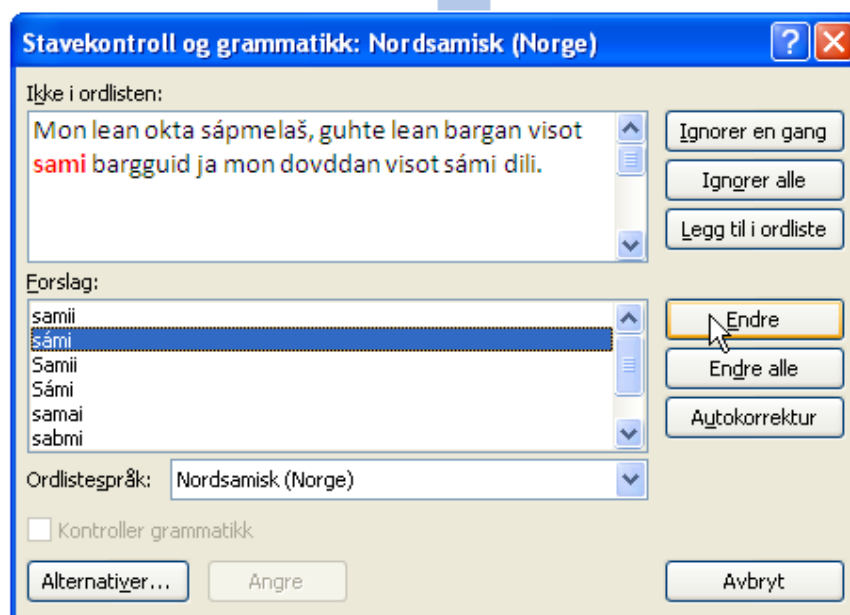 Stavekontroll og grammatikk: Nordsamisk (Norge)
Ikke i ordlisten:
Mon lean okta sápmelaš, guhte lean bargan visot
sami bargguid ja mon dovddan visot sámi dili.
Ignorer en gang
Ignorer alle
Legg til i ordliste
Forslag:
samii
sámi
Samii
Sámi
samai
sabmi
Endre
Endre alle
Autokorrektur
Ordlistespråk: Nordsamisk (Norge)
Kontroller grammatikk
Alternativer...
Angre
Avbryt